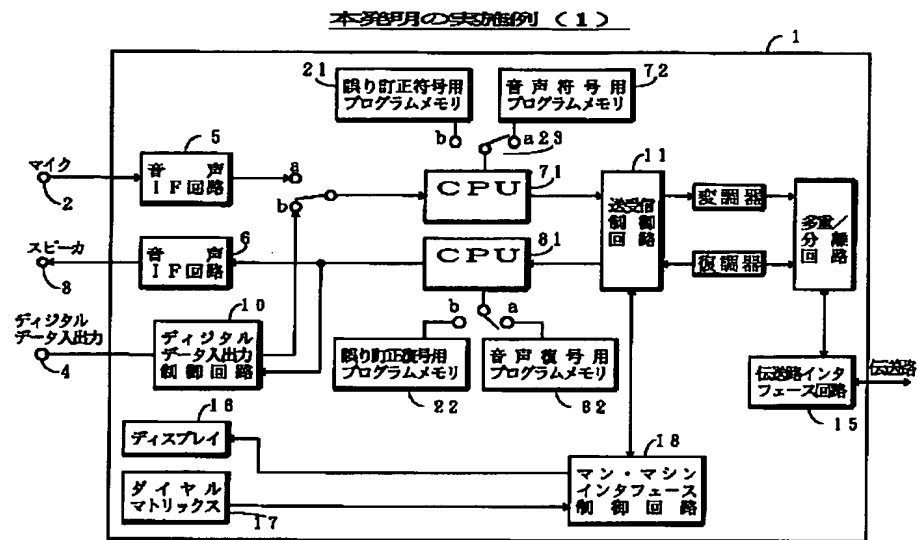 本発明の実施例(1)
1
21
誤り訂正符号用
プログラムメモリ
音声符号用
プログラムメモリ
72
b
a
23
5
マイク
2
音声
IF回路
a
b
CPU
71
11
送受信
制御
回路
変調器
復調器
多重/
分離
回路
スピーカ
3
音声
IF回路
6
CPU
81
b
a
ディジタル
データ入出力
4
10
ディジタル
データ入出力
制御回路
誤り訂正復号用
プログラムメモリ
22
音声復号用
プログラムメモリ
82
伝送路インタ
フェース回路
15
伝送路
16
ディスプレイ
18
マン・マシン
インタフェース
制御回路
ダイヤル
マトリックス
17